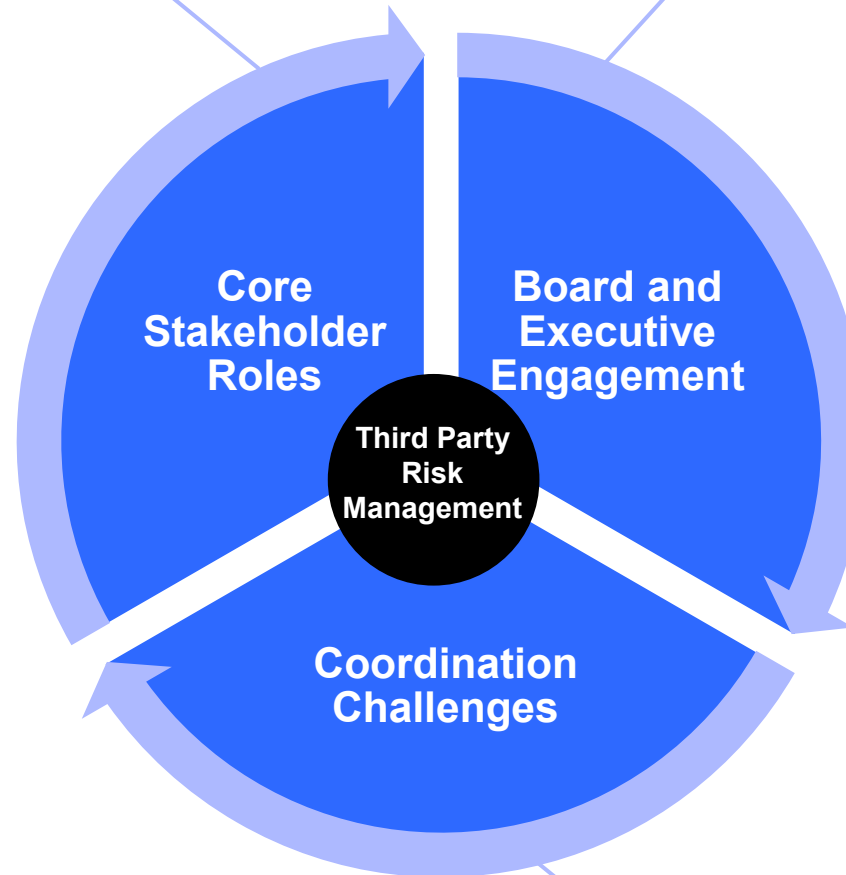 Core
Stakeholder
Roles
Board and
Executive
Engagement
Third Party
Risk
Management
Coordination
Challenges